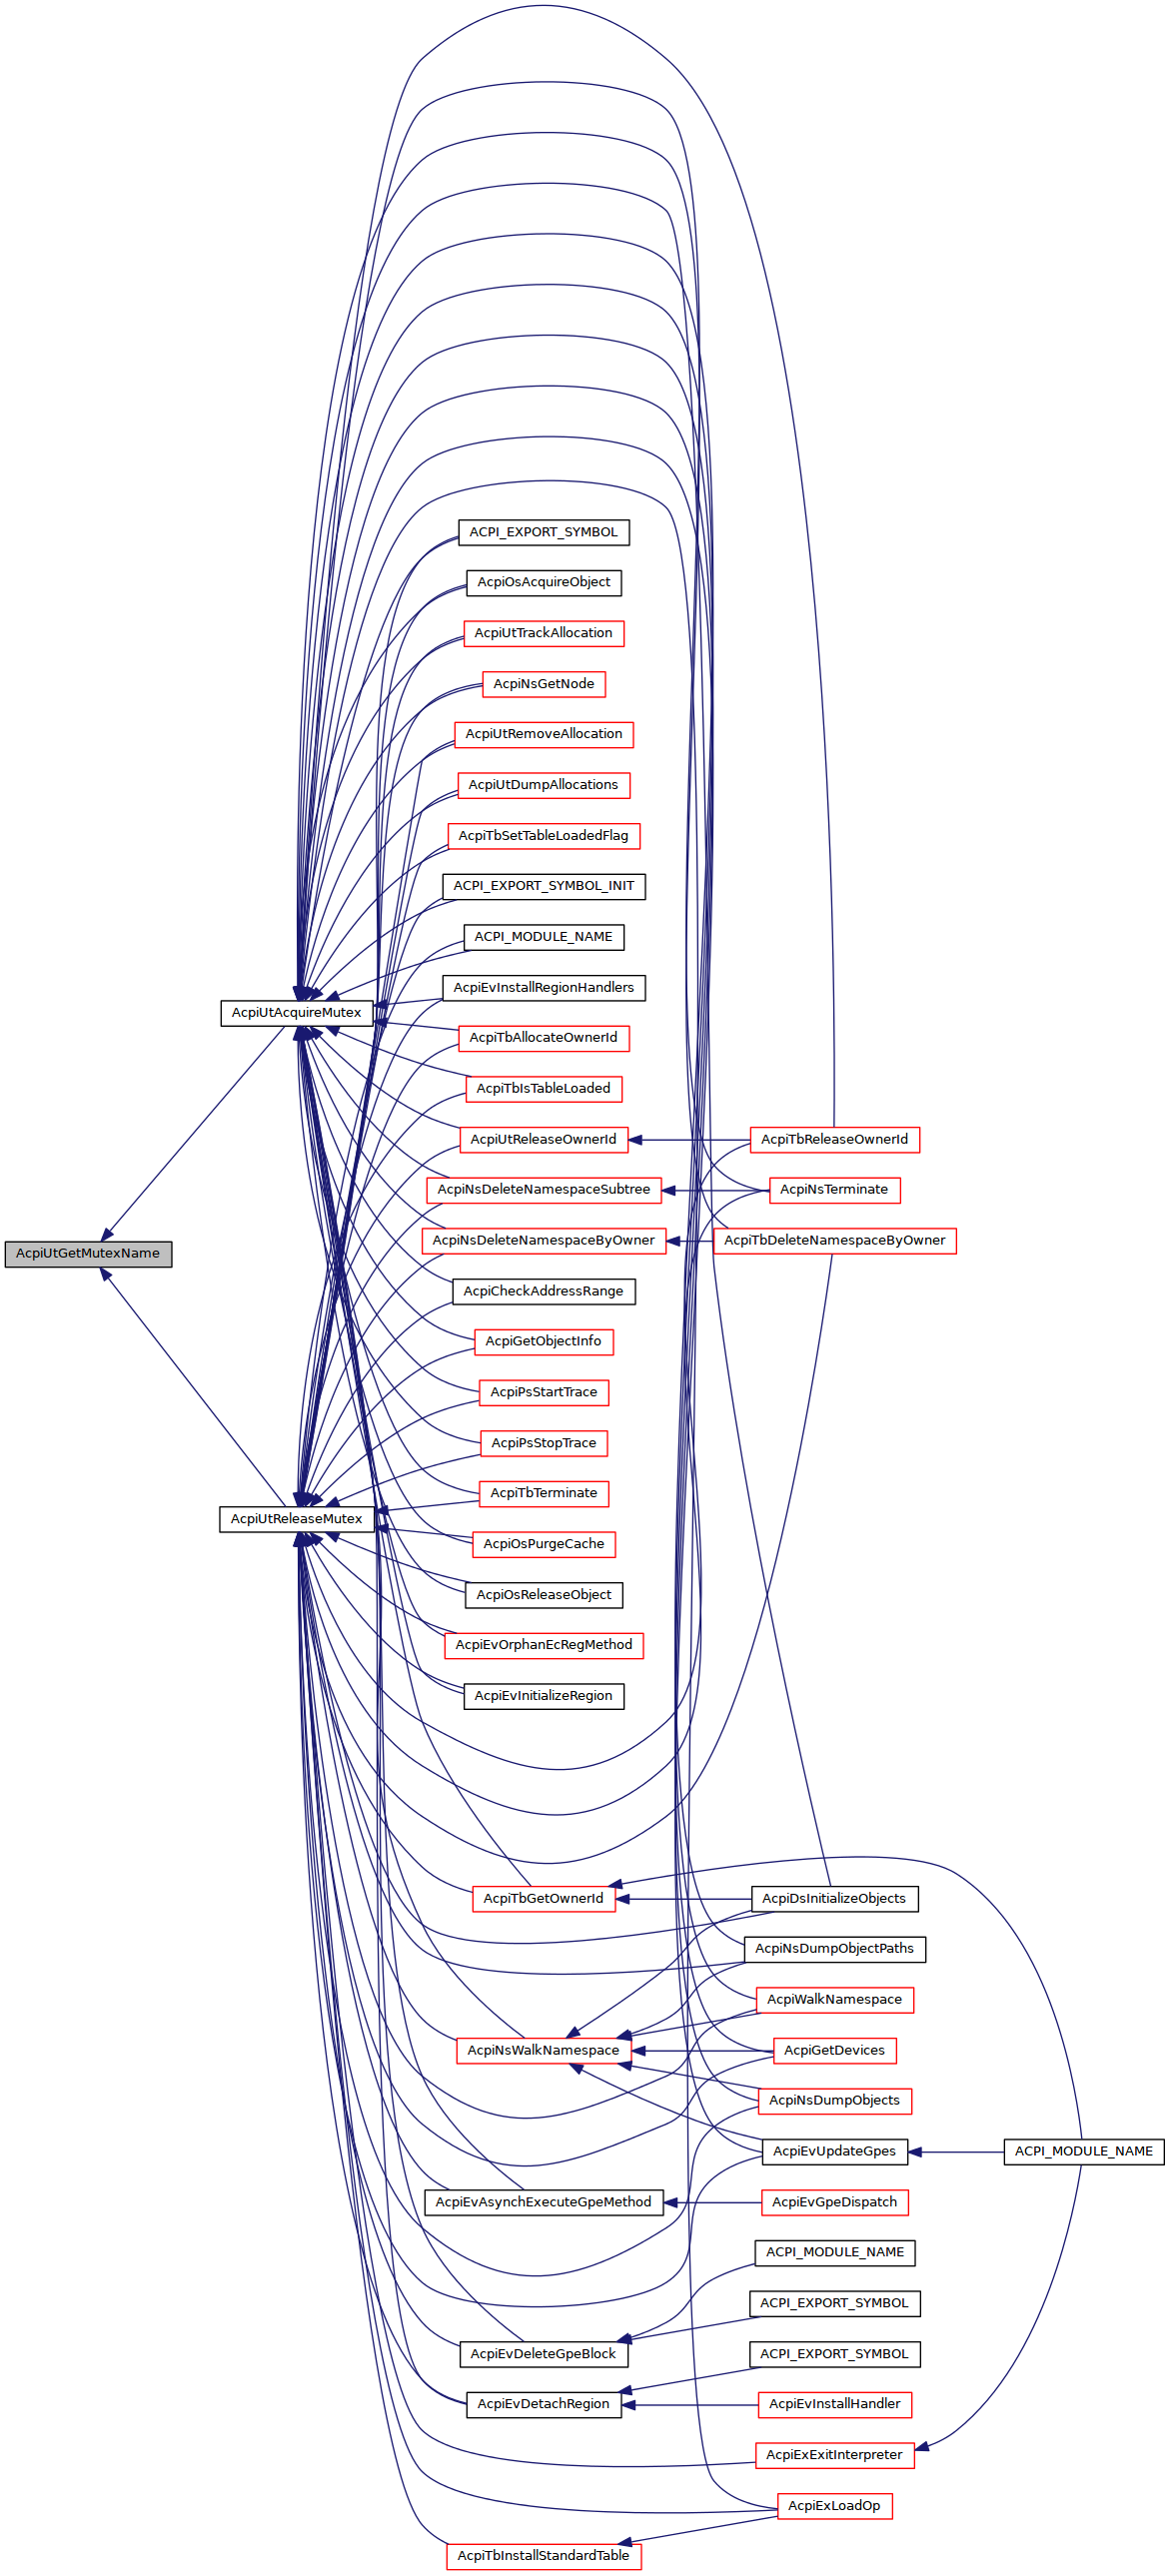 ACPI_EXPORT_SYMBOL
AcpiOsAcquireObject
AcpiUtTrackAllocation
AcpiNsGetNode
AcpiUtRemoveAllocation
AcpiUtDumpAllocations
AcpiTbSetTableLoadedFlag
ACPI_EXPORT_SYMBOL_INIT
ACPI_MODULE_NAME
AcpiEvInstallRegionHandlers
AcpiUtAcquireMutex
AcpiTbAllocateOwnerId
AcpiTbIsTableLoaded
AcpiUtReleaseOwnerId
AcpiTbReleaseOwnerId
AcpiNsDeleteNamespaceSubtree
AcpiNsTerminate
AcpiNsDeleteNamespaceByOwner
AcpiTbDeleteNamespaceByOwner
AcpiUtGetMutexName
AcpiCheckAddressRange
AcpiGetObjectInfo
AcpiPsStartTrace
AcpiPsStopTrace
AcpiTbTerminate
AcpiUtReleaseMutex
AcpiOsPurgeCache
AcpiOsReleaseObject
AcpiEvOrphanEcRegMethod
AcpiEvInitializeRegion
AcpiTbGetOwnerId
AcpiDsInitializeObjects
AcpiNsDumpObjectPaths
AcpiWalkNamespace
AcpiNsWalkNamespace
AcpiGetDevices
AcpiNsDumpObjects
AcpiEvUpdateGpes
ACPI_MODULE_NAME
AcpiEvAsynchExecuteGpeMethod
AcpiEvGpeDispatch
ACPI_MODULE_NAME
ACPI_EXPORT_SYMBOL
AcpiEvDeleteGpeBlock
ACPI_EXPORT_SYMBOL
AcpiEvDetachRegion
AcpiEvInstallHandler
AcpiExExitInterpreter
AcpiExLoadOp
AcpiTbInstallStandardTable